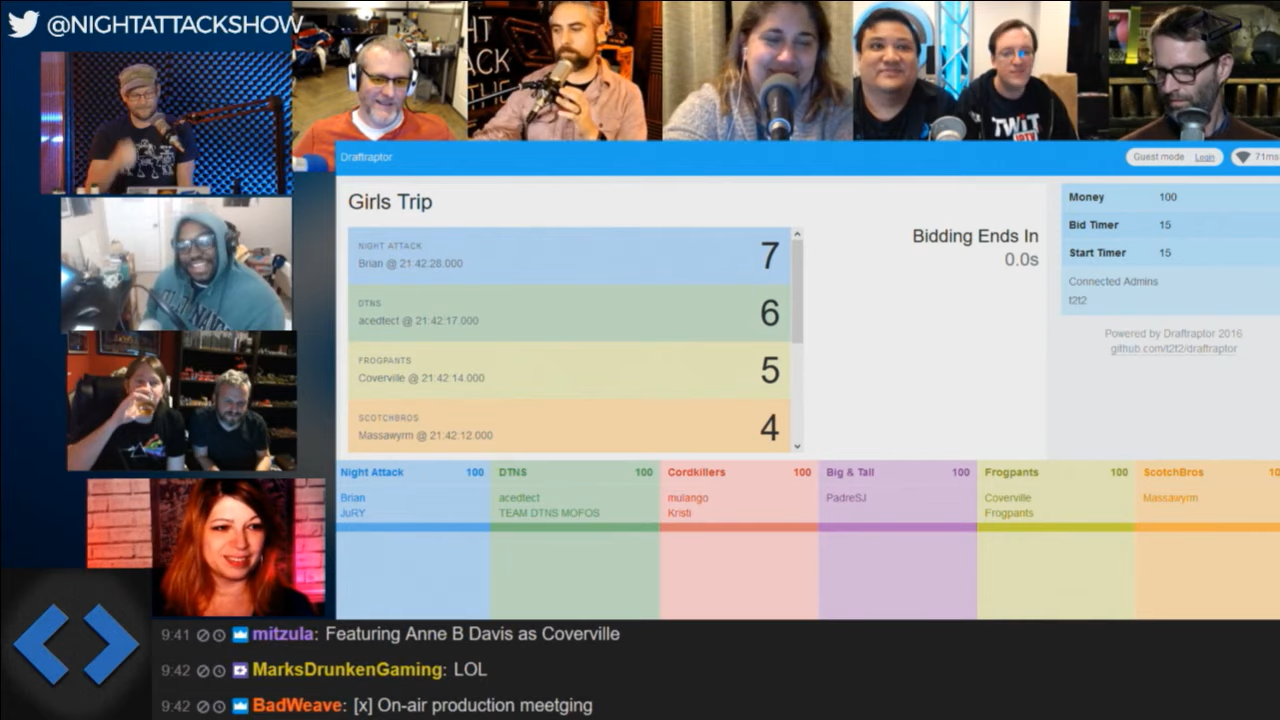 @NIGHTATTACKSHOW
TWiT
OLD NAVY
Draftraptor
Guest mode Login
71ms
Girls Trip
NIGHT ATTACK
Brian @ 21:42:28.000
7
DTNS
acedtect @ 21:42:17.000
6
FROGPANTS
Coverville @ 21:42:14.000
5
SCOTCHBROS
Massawyrm @ 21:42:12.000
4
Bidding Ends In
0.0s
Money 100
Bid Timer 15
Start Timer 15
Connected Admins
t2t2
Powered by Draftraptor 2016
github.com/t2t2/draftraptor
Night Attack 100
Brian
JuRY
DTNS 100
acedtect
TEAM DTNS MOFOS
Cordkillers 100
mulango
Kristi
Big & Tall 100
PadreSJ
Frogpants 100
Coverville
Frogpants
ScotchBros
Massawyrm
9:41 mitzula: Featuring Anne B Davis as Coverville
9:42 MarksDrunkenGaming: LOL
9:42 BadWeave: [x] On-air production meetging